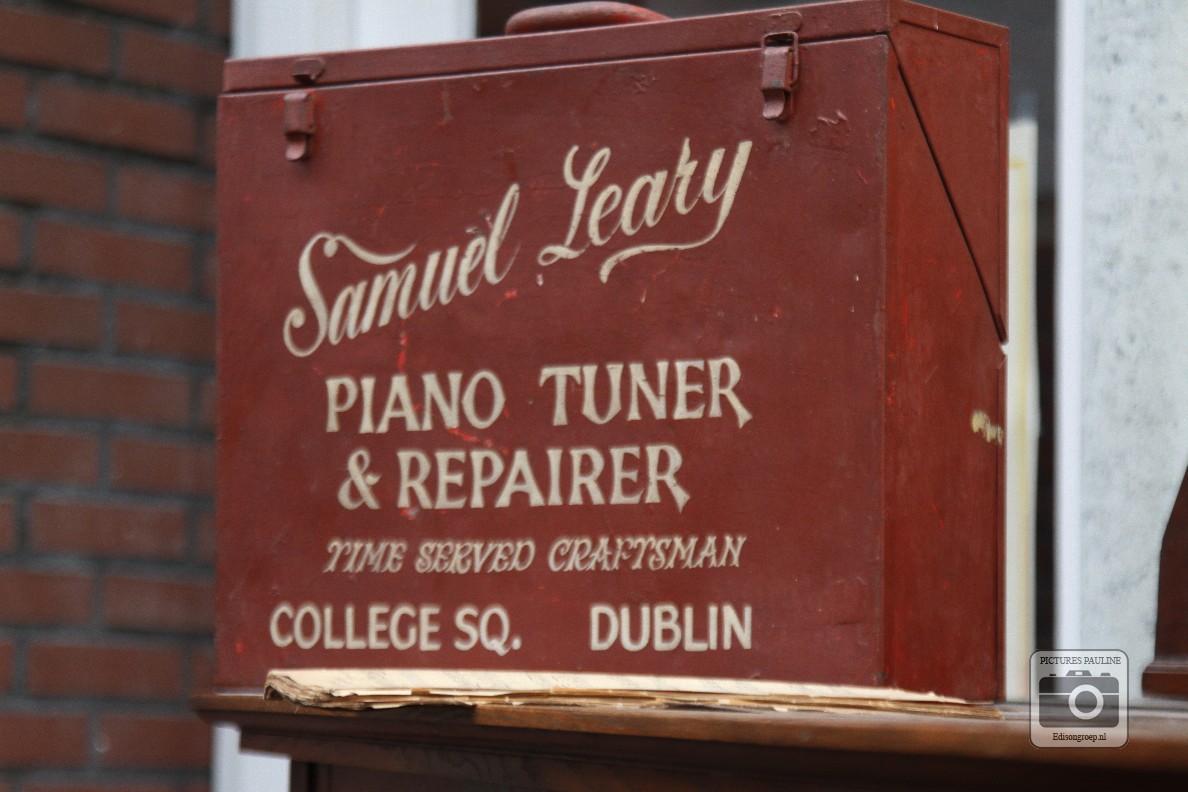 Samuel Leary
PIANO TUNER
& REPAIRER
TIME SERVED CRAFTSMAN
COLLEGE SQ. DUBLIN
PICTURES PAULINE
Edisongroep.nl